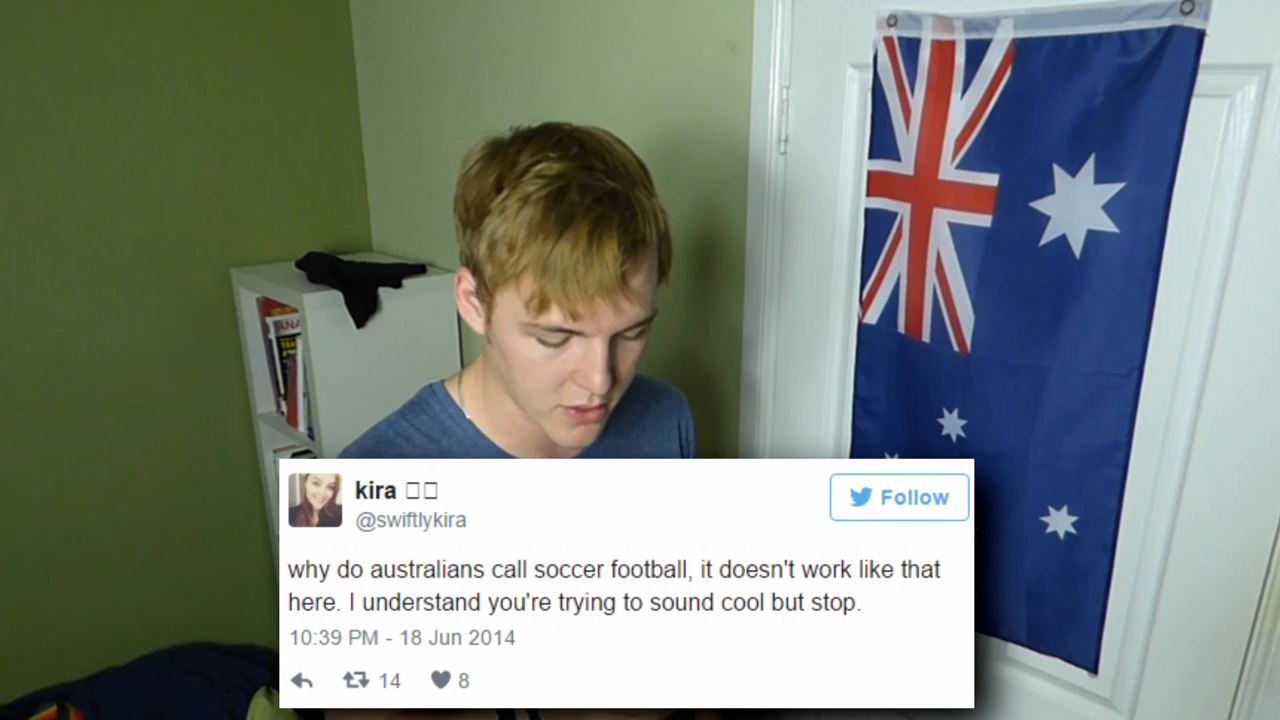 kira
@swiftlykira
Follow
why do australians call soccer football, it doesn't work like that
here. I understand you're trying to sound cool but stop.
10:39 PM - 18 Jun 2014
14
8